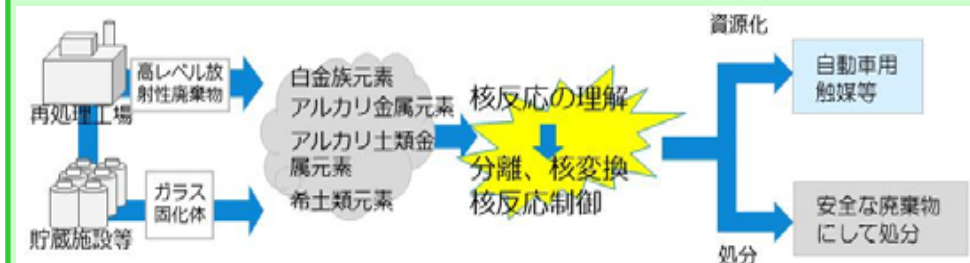 再処理工場
高レベル放
射性廃棄物
貯蔵施設等
ガラス
固化体
白金族元素
アルカリ金属元素
アルカリ土類金
属元素
希土類元素
核反応の理解
分離、核変換
核反応制御
資源化
自動車用
触媒等
処分
安全な廃棄物
にして処分